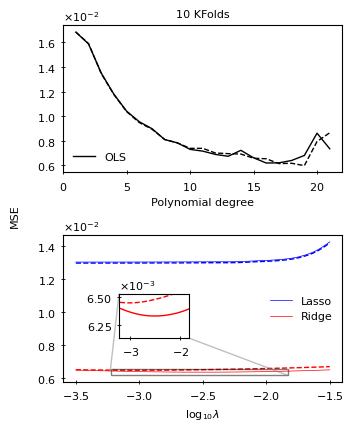 10 KFolds
×10⁻²
1.6
1.4
1.2
1.0
0.8
0.6
OLS
0 5 10 15 20
Polynomial degree
MSE
×10⁻²
1.4
1.2
1.0
0.8
0.6
×10⁻³
6.50
6.25
−3 −2
Lasso
Ridge
−3.5 −3.0 −2.5 −2.0 −1.5
log₁₀λ